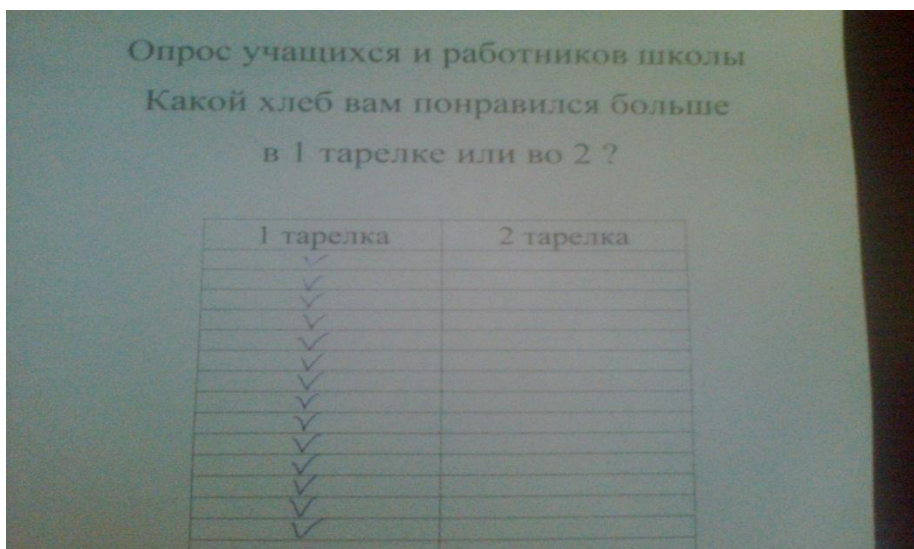 Опрос учащихся и работников школы
Какой хлеб вам понравился больше
в 1 тарелке или во 2 ?
1 тарелка 2 тарелка